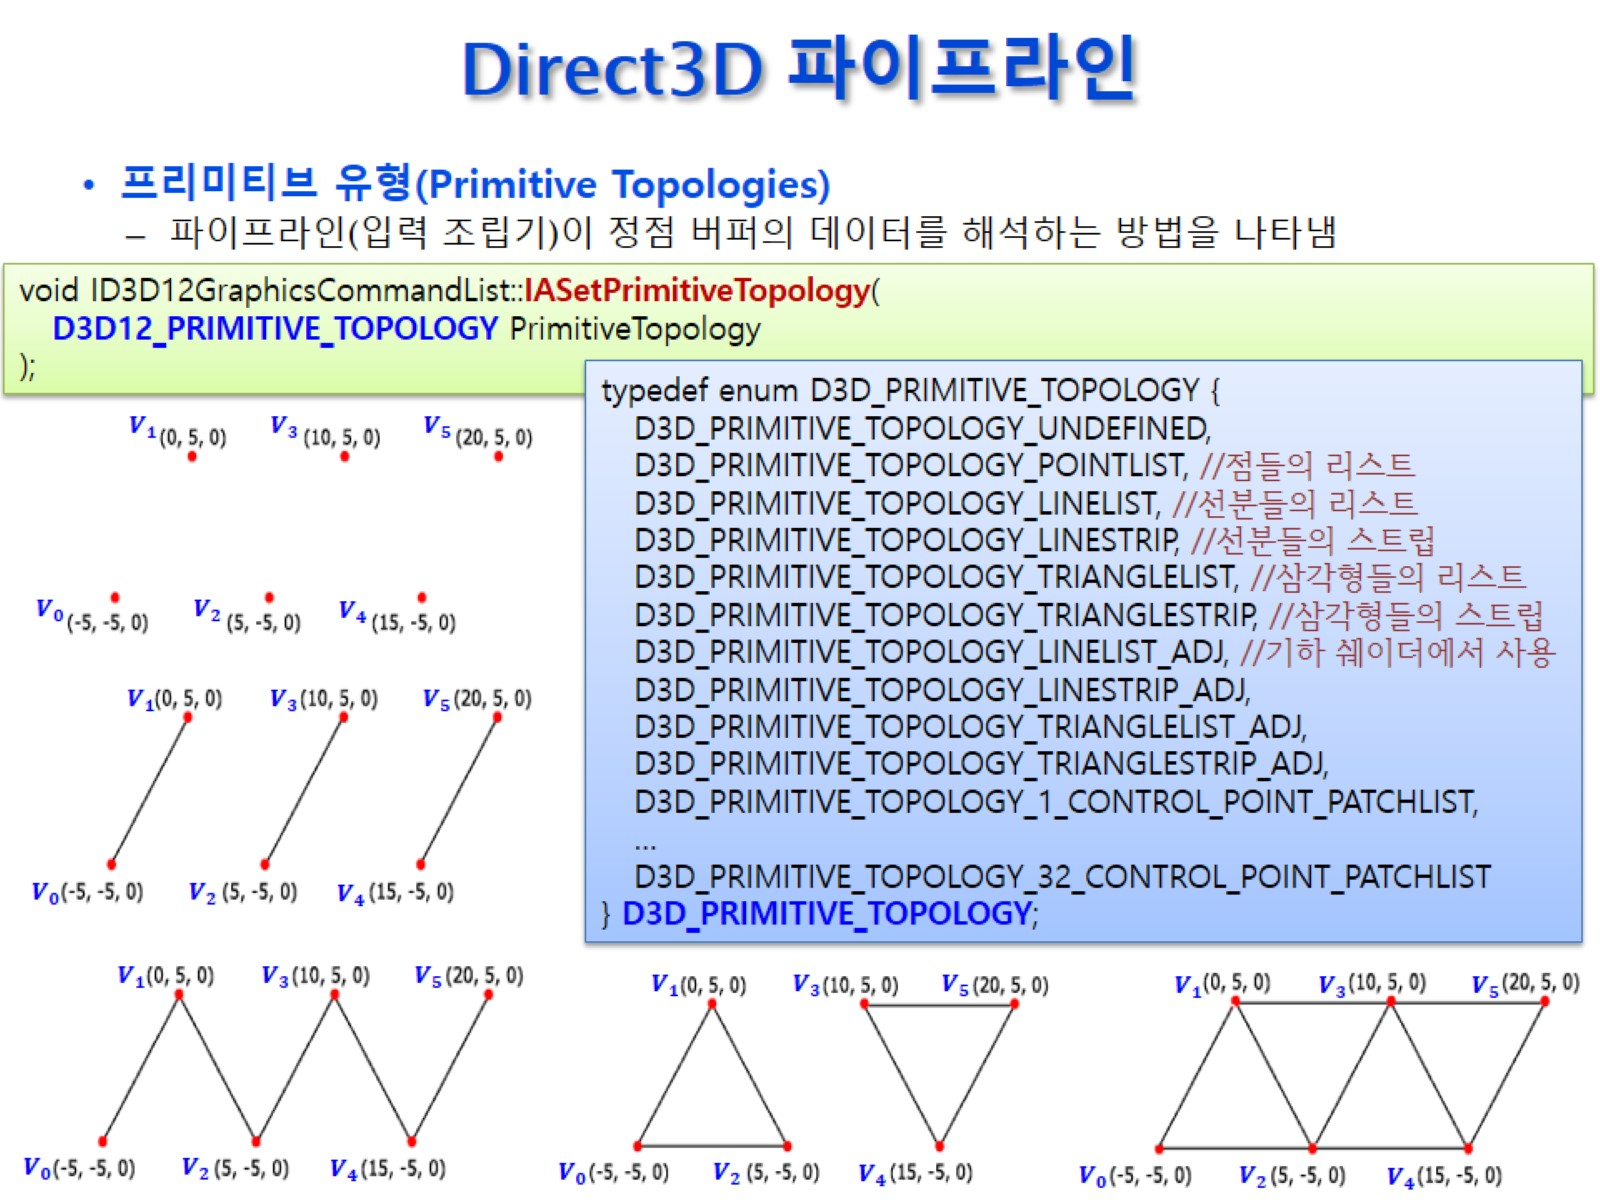 Direct3D 파이프라인
• 프리미티브 유형(Primitive Topologies)
– 파이프라인(입력 조립기)이 정점 버퍼의 데이터를 해석하는 방법을 나타냄
void ID3D12GraphicsCommandList::IASetPrimitiveTopology(
D3D12_PRIMITIVE_TOPOLOGY PrimitiveTopology
);
typedef enum D3D_PRIMITIVE_TOPOLOGY {
D3D_PRIMITIVE_TOPOLOGY_UNDEFINED,
D3D_PRIMITIVE_TOPOLOGY_POINTLIST, //점들의 리스트
D3D_PRIMITIVE_TOPOLOGY_LINELIST, //선분들의 리스트
D3D_PRIMITIVE_TOPOLOGY_LINESTRIP, //선분들의 스트립
D3D_PRIMITIVE_TOPOLOGY_TRIANGLELIST, //삼각형들의 리스트
D3D_PRIMITIVE_TOPOLOGY_TRIANGLESTRIP, //삼각형들의 스트립
D3D_PRIMITIVE_TOPOLOGY_LINELIST_ADJ, //기하 쉐이더에서 사용
D3D_PRIMITIVE_TOPOLOGY_LINESTRIP_ADJ,
D3D_PRIMITIVE_TOPOLOGY_TRIANGLELIST_ADJ,
D3D_PRIMITIVE_TOPOLOGY_TRIANGLESTRIP_ADJ,
D3D_PRIMITIVE_TOPOLOGY_1_CONTROL_POINT_PATCHLIST,
...
D3D_PRIMITIVE_TOPOLOGY_32_CONTROL_POINT_PATCHLIST
} D3D_PRIMITIVE_TOPOLOGY;
V1(0, 5, 0) V3(10, 5, 0) V5(20, 5, 0)
V0(-5, -5, 0) V2(5, -5, 0) V4(15, -5, 0)
V1(0, 5, 0) V3(10, 5, 0) V5(20, 5, 0)
V0(-5, -5, 0) V2(5, -5, 0) V4(15, -5, 0)
V1(0, 5, 0) V3(10, 5, 0) V5(20, 5, 0)
V0(-5, -5, 0) V2(5, -5, 0) V4(15, -5, 0)
V1(0, 5, 0) V3(10, 5, 0) V5(20, 5, 0)
V0(-5, -5, 0) V2(5, -5, 0) V4(15, -5, 0)
V1(0, 5, 0) V3(10, 5, 0) V5(20, 5, 0)
V0(-5, -5, 0) V2(5, -5, 0) V4(15, -5, 0)